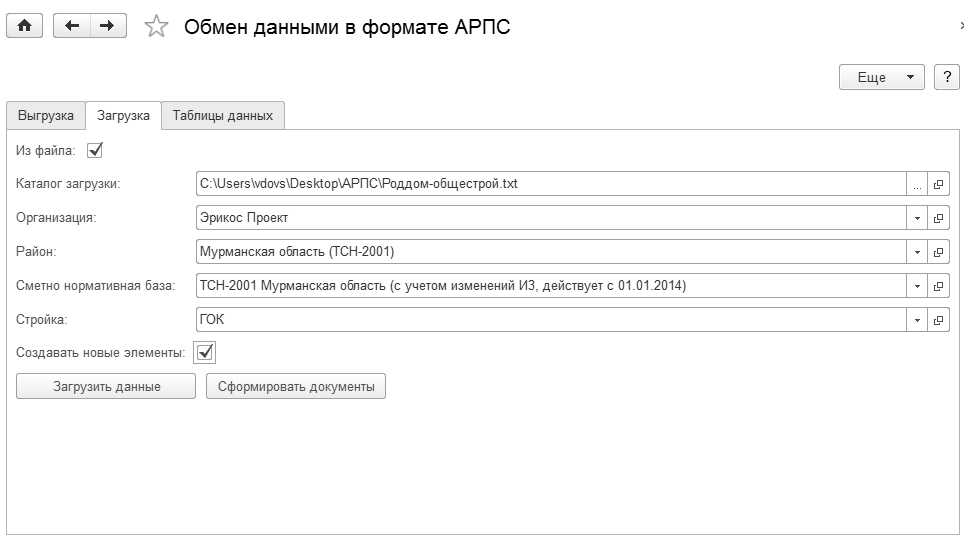 Обмен данными в формате АРПС
Еще
?
Выгрузка Загрузка Таблицы данных
Из файла:
Каталог загрузки: C:\Users\vdovs\Desktop\АРПС\Роддом-общестрой.txt ...
Организация: Эрикос Проект
Район: Мурманская область (ТСН-2001)
Сметно нормативная база: ТСН-2001 Мурманская область (с учетом изменений И3, действует с 01.01.2014)
Стройка: ГОК
Создавать новые элементы:
Загрузить данные Сформировать документы